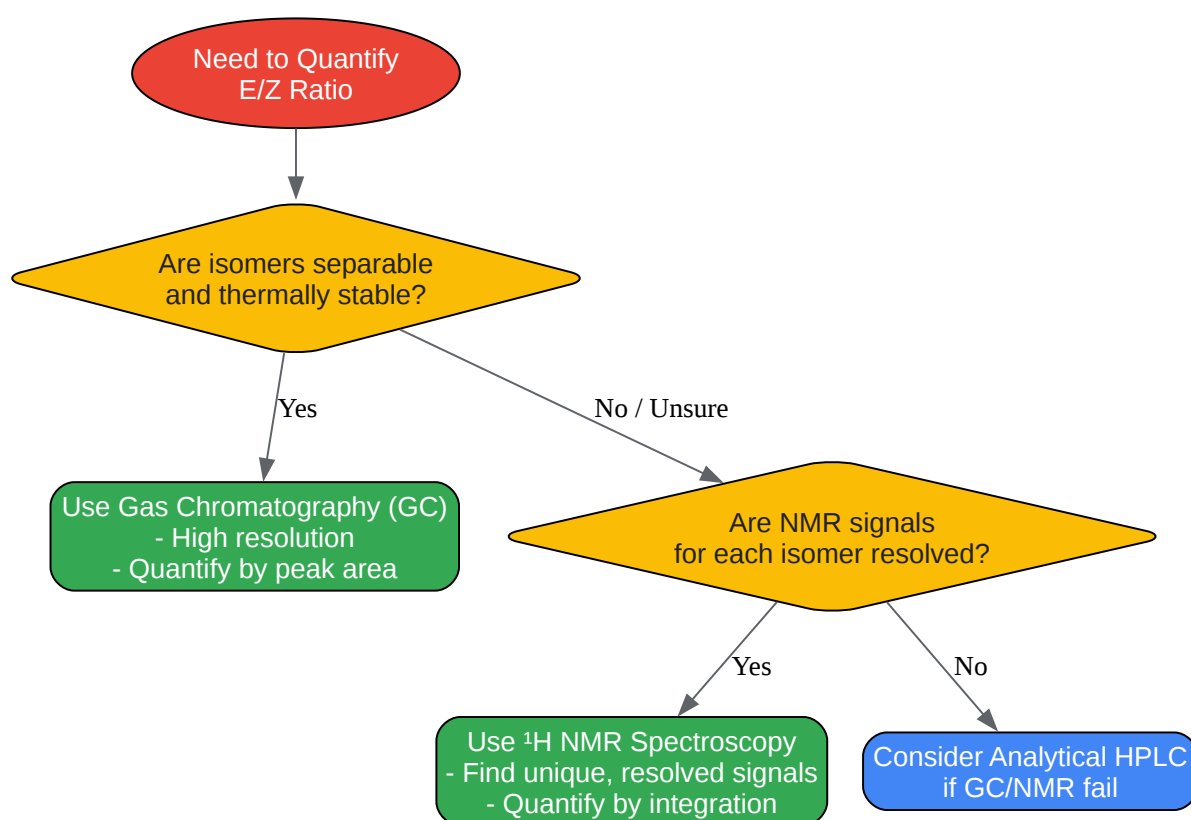 Need to Quantify
E/Z Ratio
Are isomers separable
and thermally stable?
Yes
No / Unsure
Use Gas Chromatography (GC)
- High resolution
- Quantify by peak area
Are NMR signals
for each isomer resolved?
Yes
No
Use ¹H NMR Spectroscopy
- Find unique, resolved signals
- Quantify by integration
Consider Analytical HPLC
if GC/NMR fail